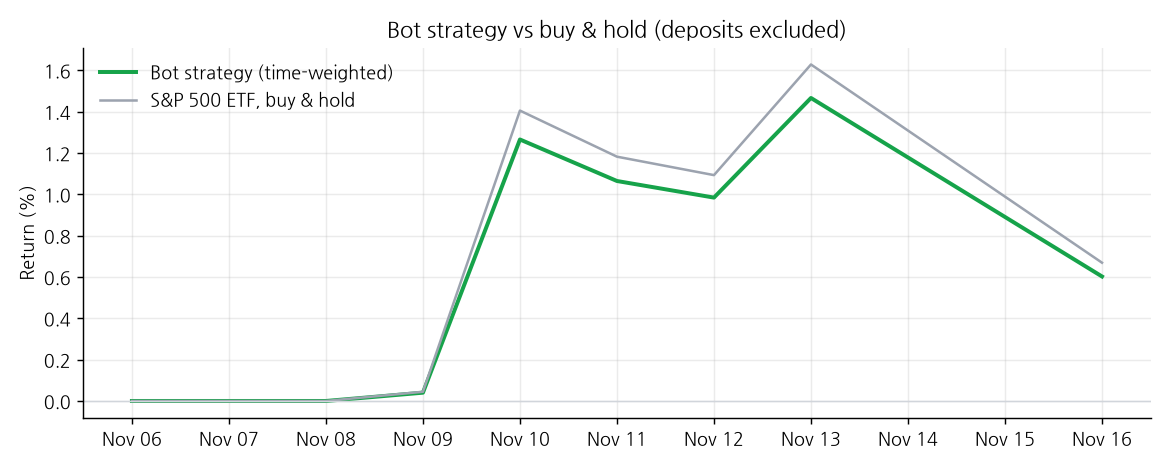 Bot strategy vs buy & hold (deposits excluded)
Bot strategy (time-weighted)
S&P 500 ETF, buy & hold
Return (%)
1.6
1.4
1.2
1.0
0.8
0.6
0.4
0.2
0.0
Nov 06 Nov 07 Nov 08 Nov 09 Nov 10 Nov 11 Nov 12 Nov 13 Nov 14 Nov 15 Nov 16